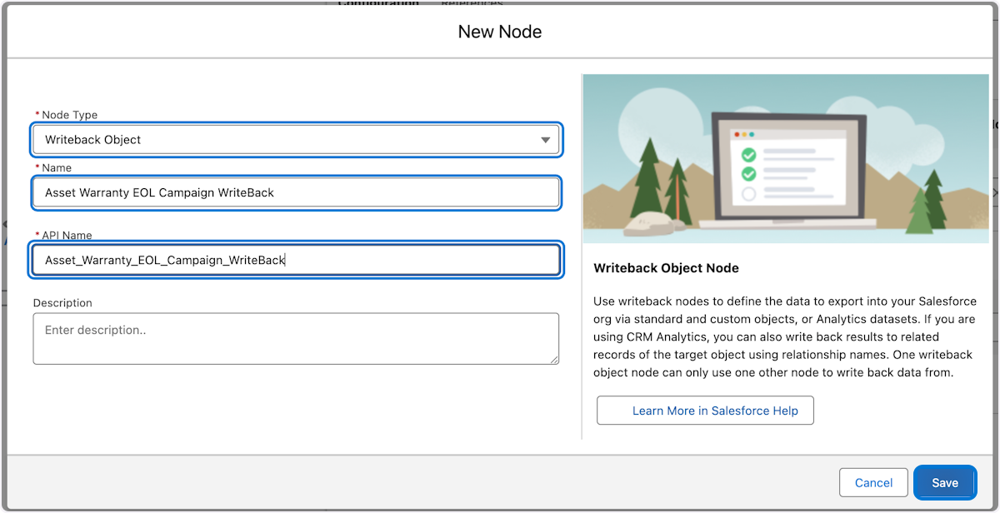 Configuration References
New Node
* Node Type
Writeback Object
* Name
Asset Warranty EOL Campaign WriteBack
* API Name
Asset_Warranty_EOL_Campaign_WriteBack
Description
Enter description..
Writeback Object Node
Use writeback nodes to define the data to export into your Salesforce
org via standard and custom objects, or Analytics datasets. If you are
using CRM Analytics, you can also write back results to related
records of the target object using relationship names. One writeback
object node can only use one other node to write back data from.
Learn More in Salesforce Help
Cancel
Save